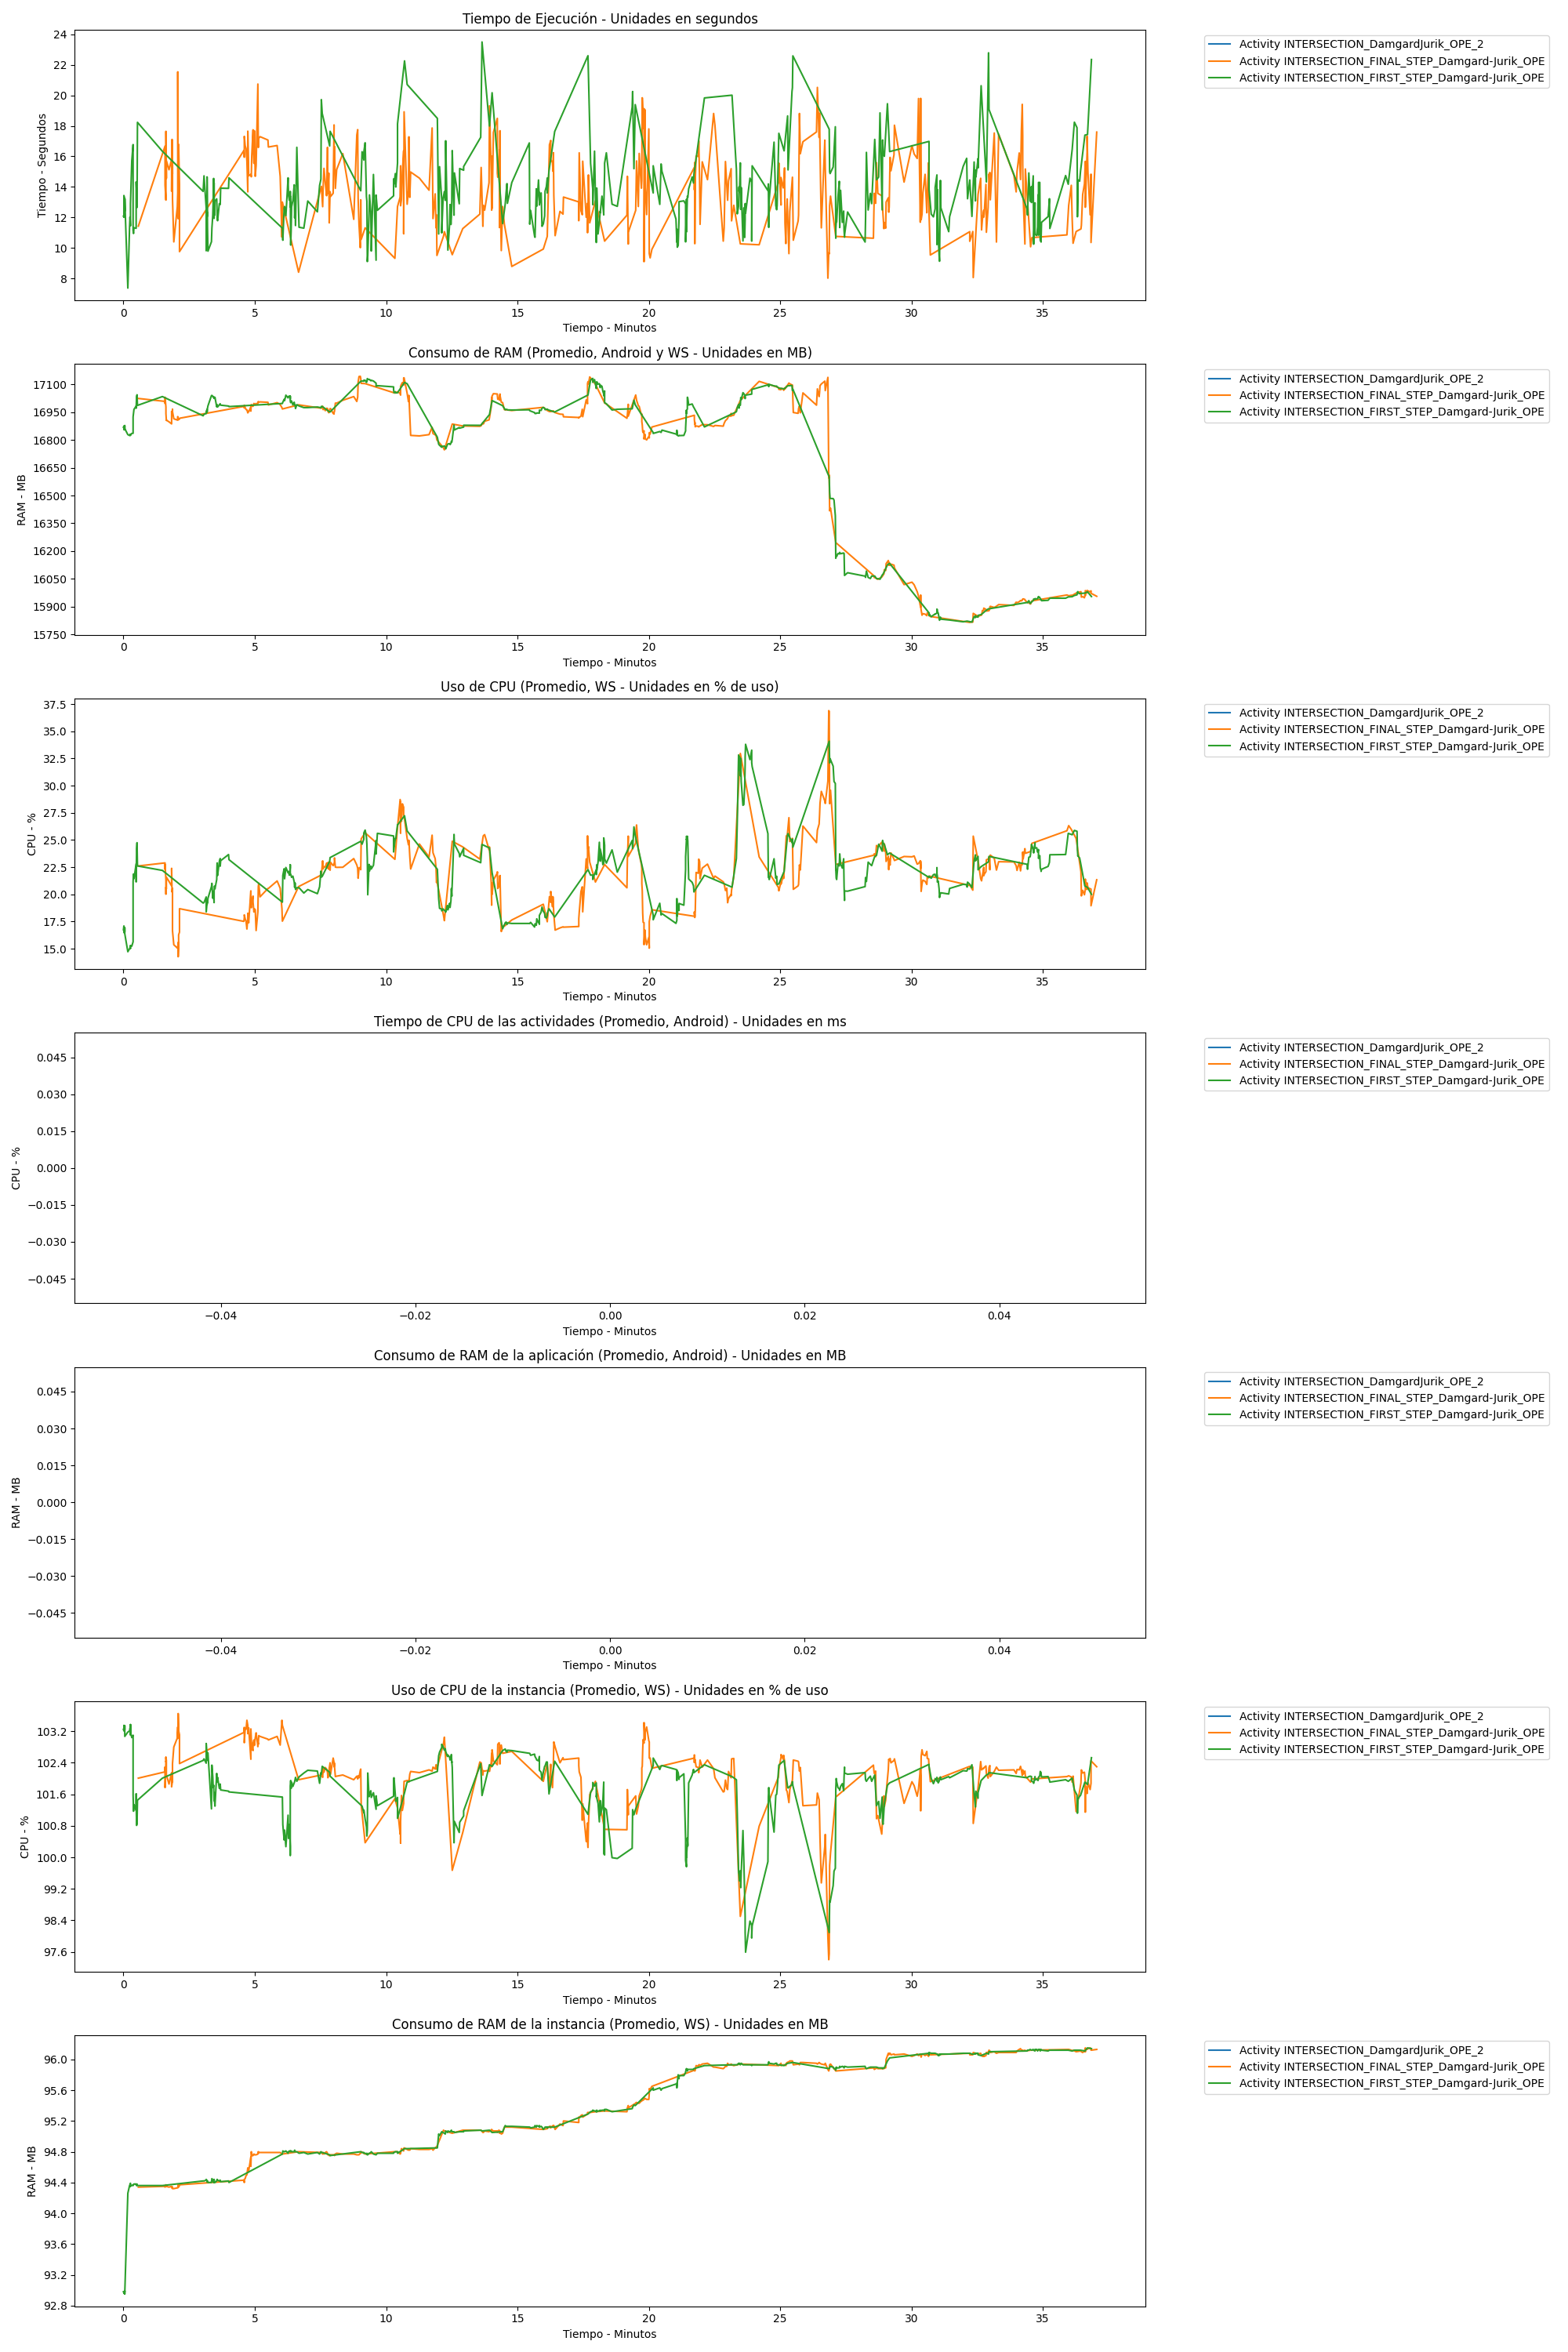 Tiempo de Ejecución - Unidades en segundos
24
22
20
18
16
14
12
10
8
Tiempo - Segundos
0 5 10 15 20 25 30 35
Tiempo - Minutos
Activity INTERSECTION_DamgardJurik_OPE_2
Activity INTERSECTION_FINAL_STEP_Damgard-Jurik_OPE
Activity INTERSECTION_FIRST_STEP_Damgard-Jurik_OPE
Consumo de RAM (Promedio, Android y WS - Unidades en MB)
17100
16950
16800
16650
16500
16350
16200
16050
15900
15750
RAM - MB
0 5 10 15 20 25 30 35
Tiempo - Minutos
Activity INTERSECTION_DamgardJurik_OPE_2
Activity INTERSECTION_FINAL_STEP_Damgard-Jurik_OPE
Activity INTERSECTION_FIRST_STEP_Damgard-Jurik_OPE
Uso de CPU (Promedio, WS - Unidades en % de uso)
37.5
35.0
32.5
30.0
27.5
25.0
22.5
20.0
17.5
15.0
CPU - %
0 5 10 15 20 25 30 35
Tiempo - Minutos
Activity INTERSECTION_DamgardJurik_OPE_2
Activity INTERSECTION_FINAL_STEP_Damgard-Jurik_OPE
Activity INTERSECTION_FIRST_STEP_Damgard-Jurik_OPE
Tiempo de CPU de las actividades (Promedio, Android) - Unidades en ms
0.045
0.030
0.015
0.000
−0.015
−0.030
−0.045
CPU - %
−0.04 −0.02 0.00 0.02 0.04
Tiempo - Minutos
Activity INTERSECTION_DamgardJurik_OPE_2
Activity INTERSECTION_FINAL_STEP_Damgard-Jurik_OPE
Activity INTERSECTION_FIRST_STEP_Damgard-Jurik_OPE
Consumo de RAM de la aplicación (Promedio, Android) - Unidades en MB
0.045
0.030
0.015
0.000
−0.015
−0.030
−0.045
RAM - MB
−0.04 −0.02 0.00 0.02 0.04
Tiempo - Minutos
Activity INTERSECTION_DamgardJurik_OPE_2
Activity INTERSECTION_FINAL_STEP_Damgard-Jurik_OPE
Activity INTERSECTION_FIRST_STEP_Damgard-Jurik_OPE
Uso de CPU de la instancia (Promedio, WS) - Unidades en % de uso
103.2
102.4
101.6
100.8
100.0
99.2
98.4
97.6
CPU - %
0 5 10 15 20 25 30 35
Tiempo - Minutos
Activity INTERSECTION_DamgardJurik_OPE_2
Activity INTERSECTION_FINAL_STEP_Damgard-Jurik_OPE
Activity INTERSECTION_FIRST_STEP_Damgard-Jurik_OPE
Consumo de RAM de la instancia (Promedio, WS) - Unidades en MB
96.0
95.6
95.2
94.8
94.4
94.0
93.6
93.2
92.8
RAM - MB
0 5 10 15 20 25 30 35
Tiempo - Minutos
Activity INTERSECTION_DamgardJurik_OPE_2
Activity INTERSECTION_FINAL_STEP_Damgard-Jurik_OPE
Activity INTERSECTION_FIRST_STEP_Damgard-Jurik_OPE